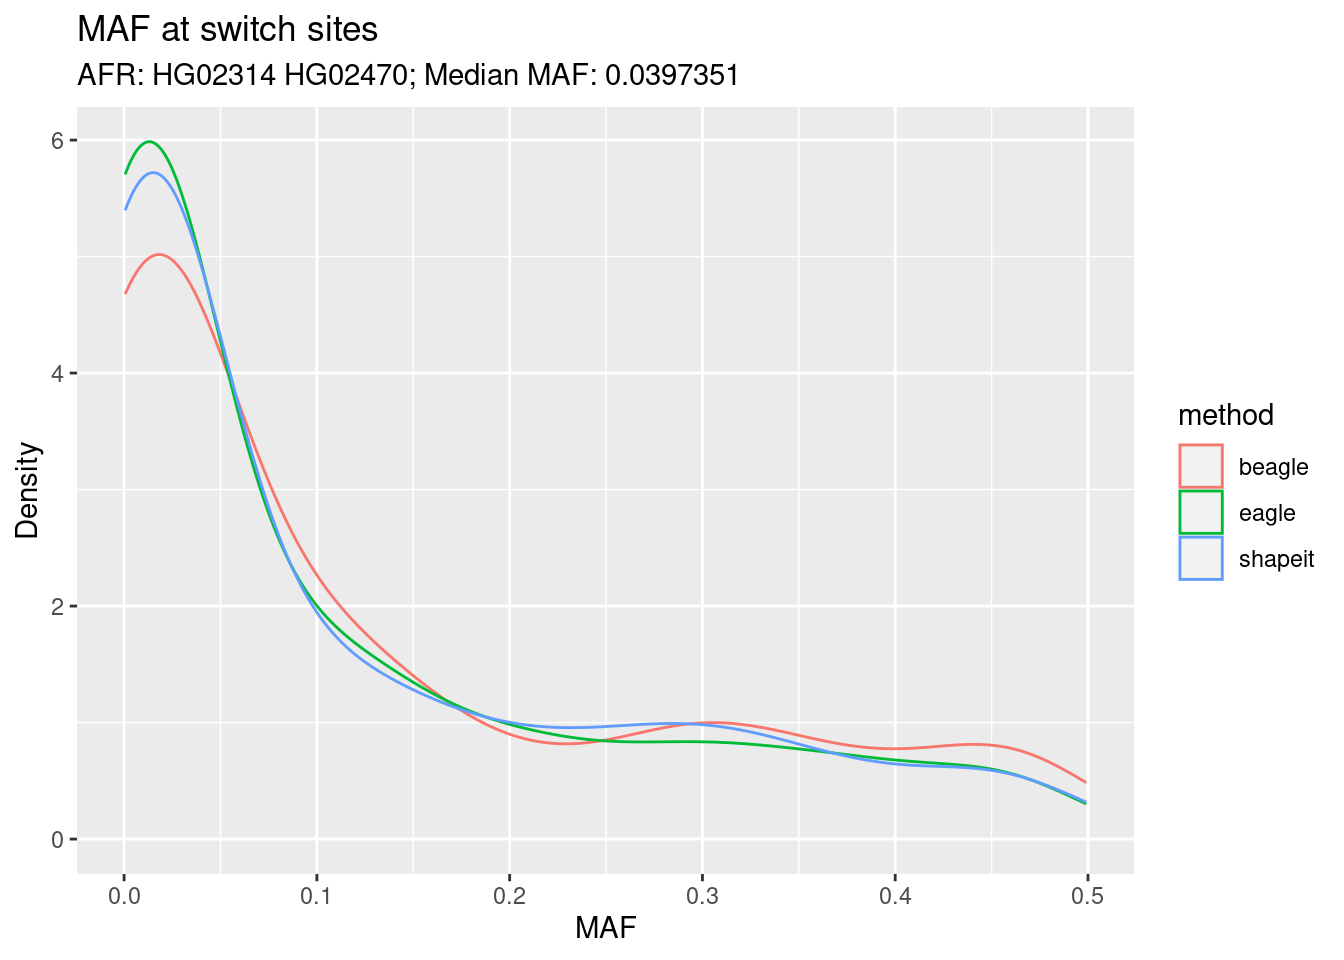 MAF at switch sites
AFR: HG02314 HG02470; Median MAF: 0.0397351
6
4
2
0
Density
0.0 0.1 0.2 0.3 0.4 0.5
MAF
method
beagle
eagle
shapeit